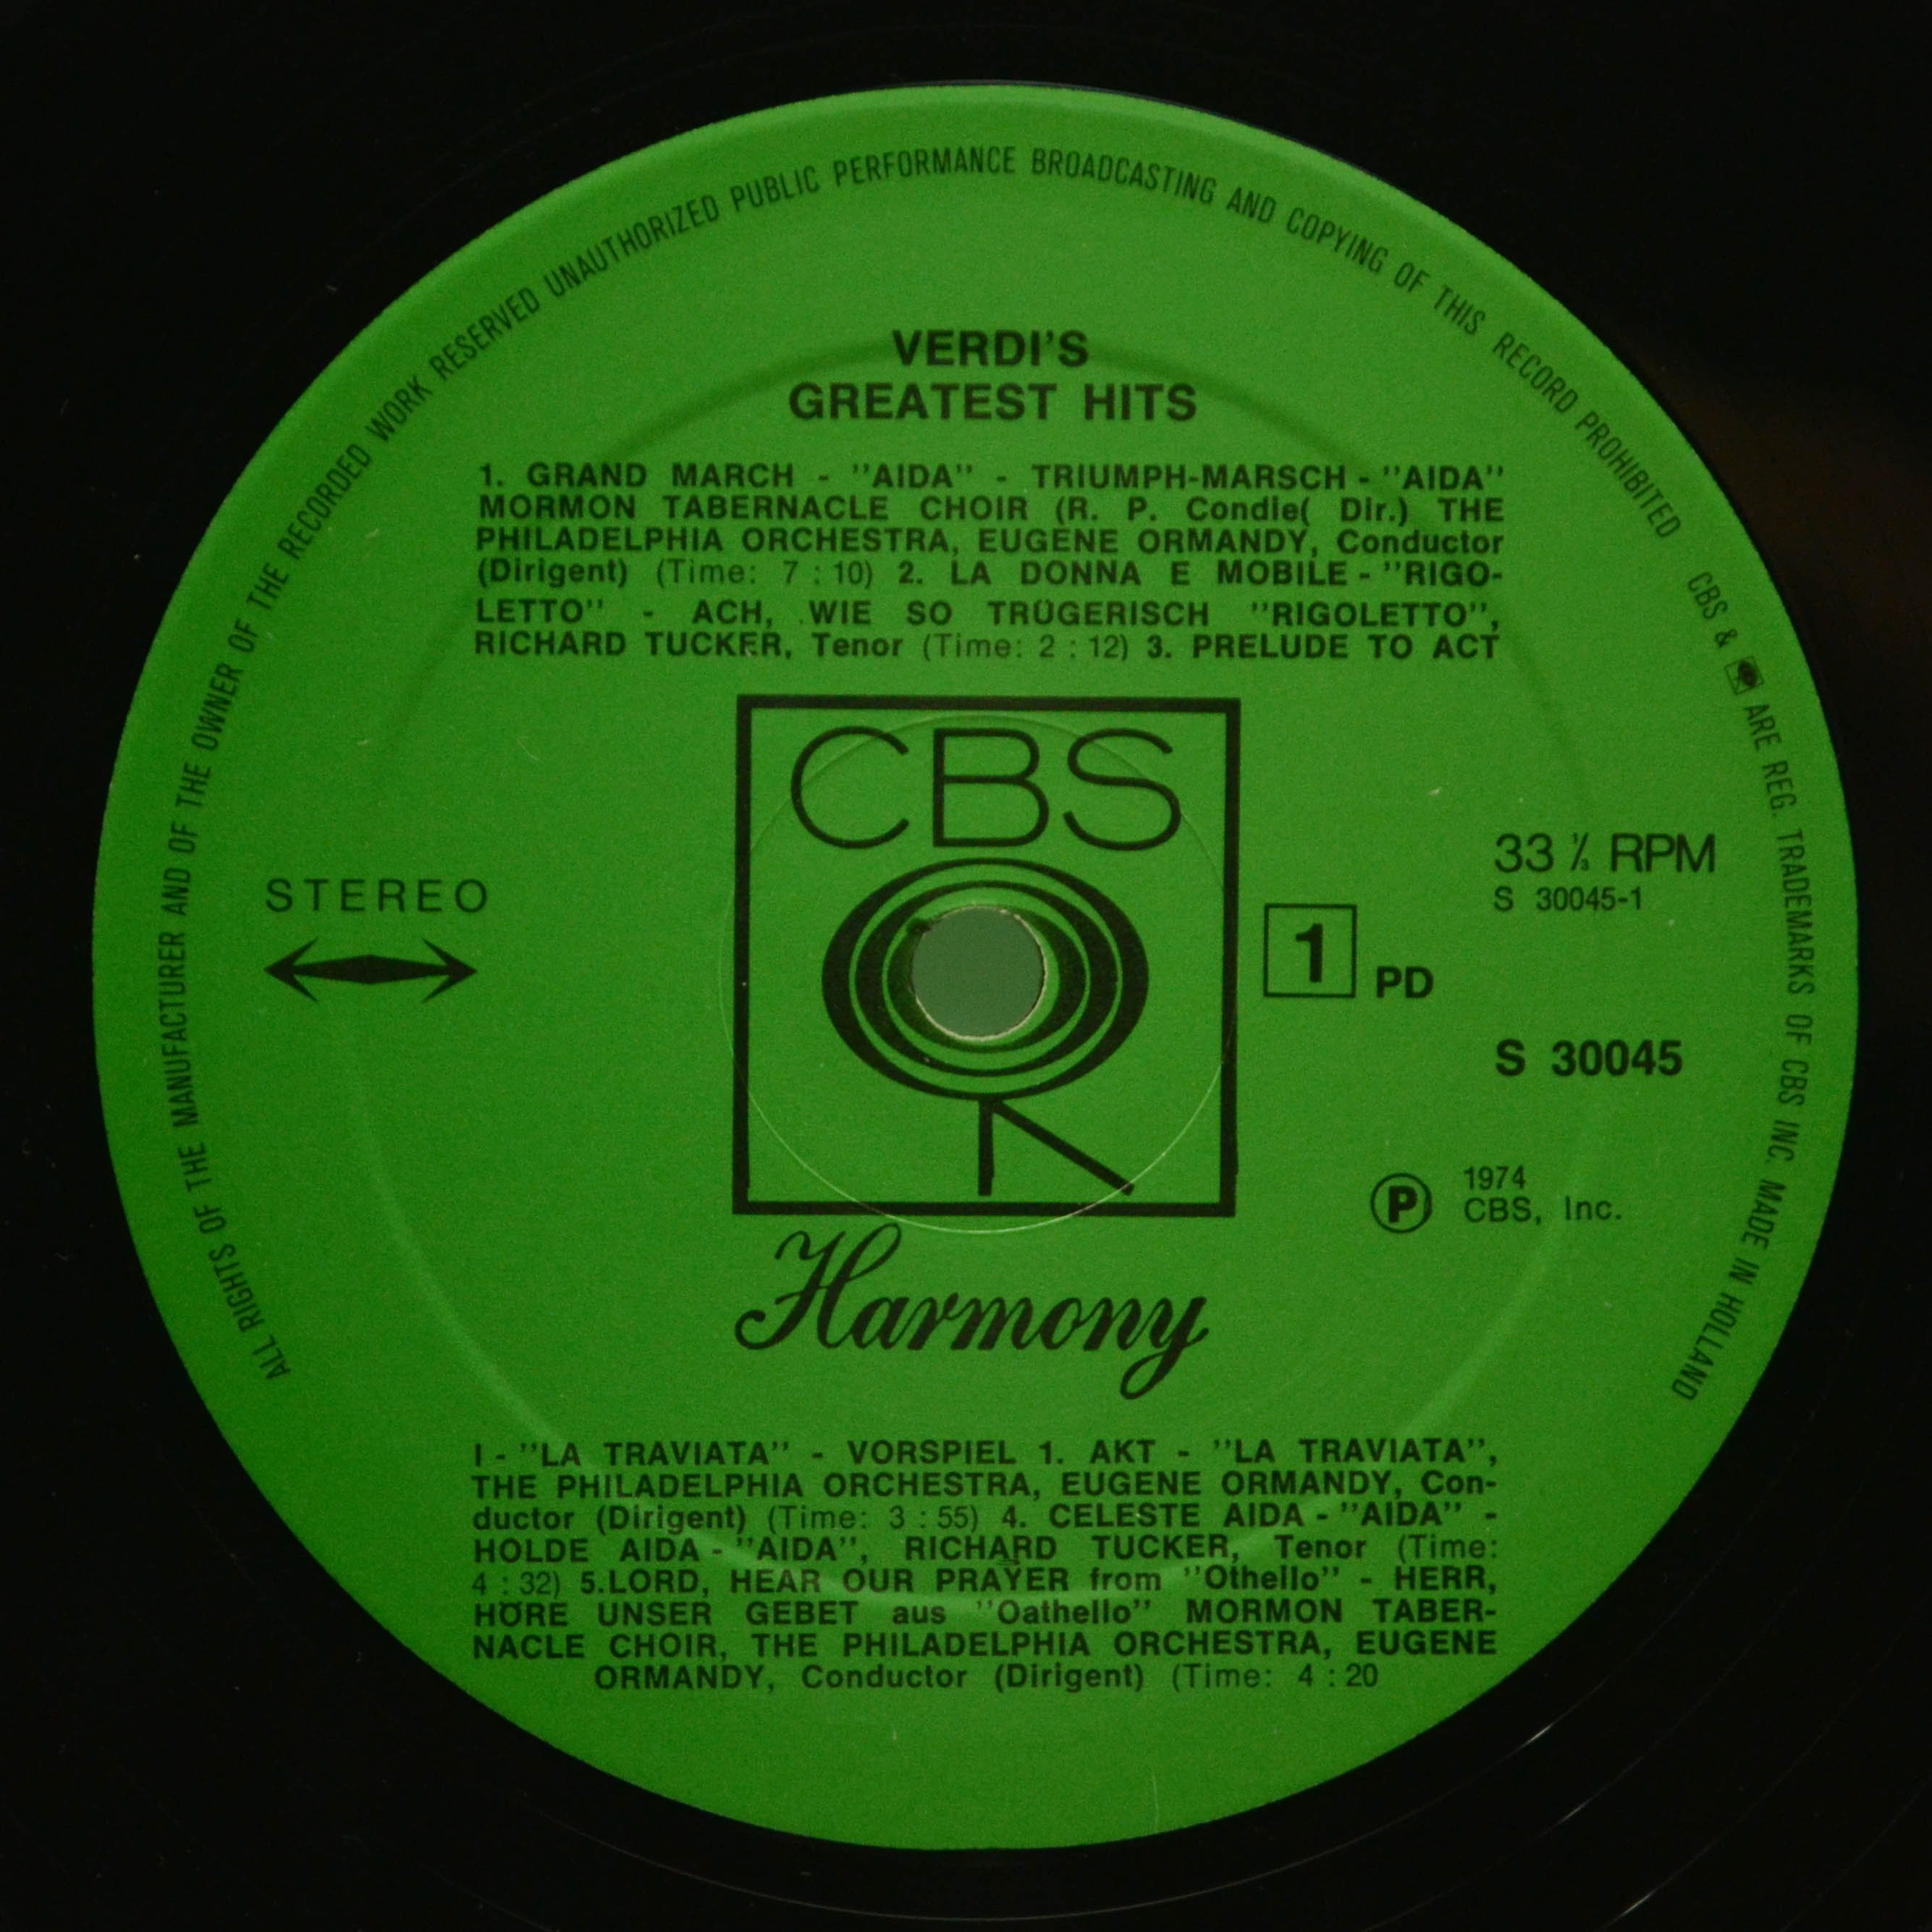 ALL RIGHTS OF THE MANUFACTURER AND OF THE OWNER OF THE RECORDED WORK RESERVED UNAUTHORIZED PUBLIC PERFORMANCE BROADCASTING AND COPYING OF THIS RECORD PROHIBITED CBS & ARE REG. TRADEMARKS OF CBS INC. MADE IN HOLLAND
VERDI'S
GREATEST HITS
1. GRAND MARCH - ''AIDA'' - TRIUMPH-MARSCH - ''AIDA''
MORMON TABERNACLE CHOIR (R. P. Condie( Dir.) THE
PHILADELPHIA ORCHESTRA, EUGENE ORMANDY, Conductor
(Dirigent) (Time: 7 : 10) 2. LA DONNA E MOBILE - ''RIGO-
LETTO'' - ACH, WIE SO TRÜGERISCH ''RIGOLETTO'',
RICHARD TUCKER, Tenor (Time: 2 : 12) 3. PRELUDE TO ACT
CBS
STEREO
33 1/3 RPM
S 30045-1
1 PD
S 30045
Ⓟ 1974
CBS, Inc.
Harmony
I - ''LA TRAVIATA'' - VORSPIEL 1. AKT - ''LA TRAVIATA'',
THE PHILADELPHIA ORCHESTRA, EUGENE ORMANDY, Con-
ductor (Dirigent) (Time: 3 : 55) 4. CELESTE AIDA - ''AIDA'' -
HOLDE AIDA - ''AIDA'', RICHARD TUCKER, Tenor (Time:
4 : 32) 5.LORD, HEAR OUR PRAYER from ''Othello'' - HERR,
HÖRE UNSER GEBET aus ''Oathello'' MORMON TABER-
NACLE CHOIR, THE PHILADELPHIA ORCHESTRA, EUGENE
ORMANDY, Conductor (Dirigent) (Time: 4 : 20